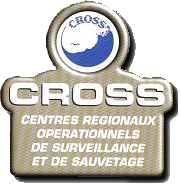 CROSS
CROSS
CENTRES REGIONAUX
OPERATIONNELS
DE SURVEILLANCE
ET DE SAUVETAGE